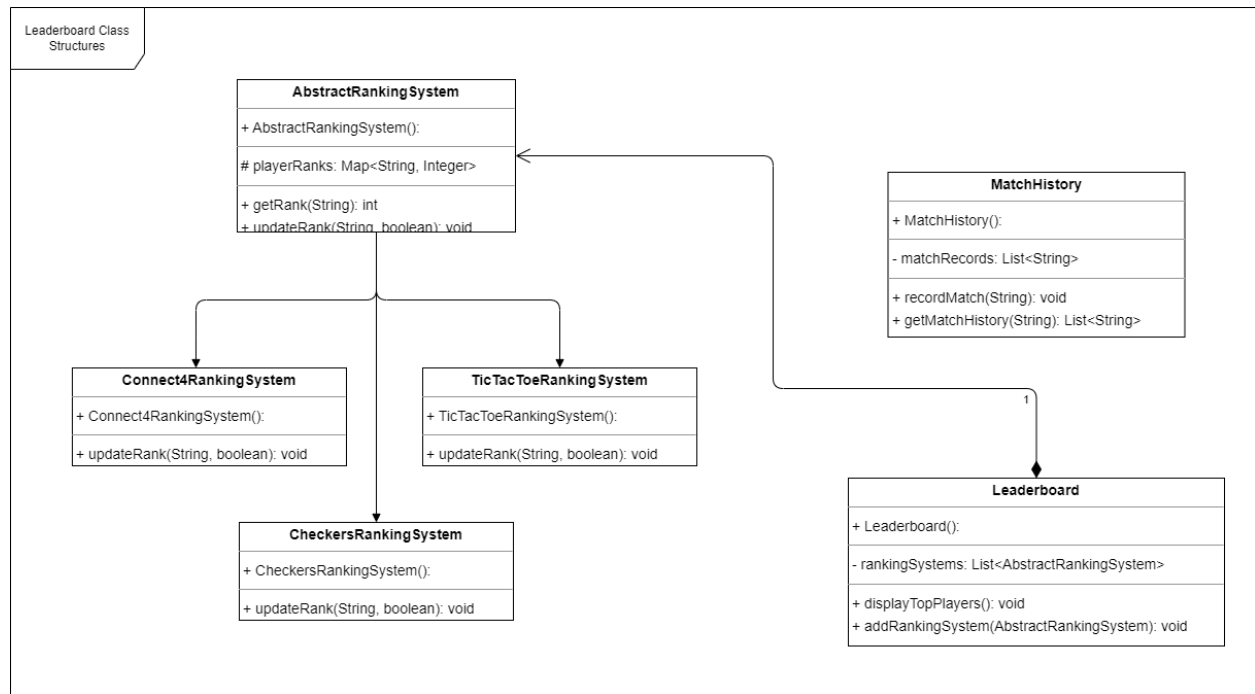 Leaderboard Class
Structures
AbstractRankingSystem
+ AbstractRankingSystem():
# playerRanks: Map<String, Integer>
+ getRank(String): int
+ updateRank(String, boolean): void
MatchHistory
+ MatchHistory():
- matchRecords: List<String>
+ recordMatch(String): void
+ getMatchHistory(String): List<String>
Connect4RankingSystem
+ Connect4RankingSystem():
+ updateRank(String, boolean): void
TicTacToeRankingSystem
+ TicTacToeRankingSystem():
+ updateRank(String, boolean): void
1
Leaderboard
+ Leaderboard():
- rankingSystems: List<AbstractRankingSystem>
+ displayTopPlayers(): void
+ addRankingSystem(AbstractRankingSystem): void
CheckersRankingSystem
+ CheckersRankingSystem():
+ updateRank(String, boolean): void